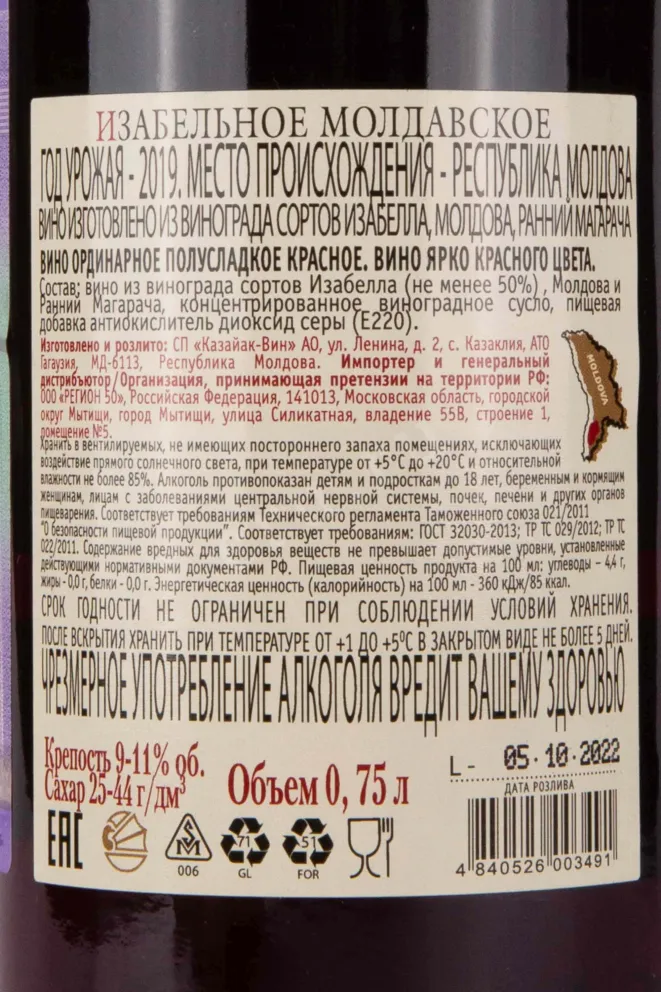 ИЗАБЕЛЬНОЕ МОЛДАВСКОЕ
ГОД УРОЖАЯ - 2019. МЕСТО ПРОИСХОЖДЕНИЯ - РЕСПУБЛИКА МОЛДОВА
ВИНО ИЗГОТОВЛЕНО ИЗ ВИНОГРАДА СОРТОВ ИЗАБЕЛЛА, МОЛДОВА, РАННИЙ МАГАРАЧА
ВИНО ОРДИНАРНОЕ ПОЛУСЛАДКОЕ КРАСНОЕ. ВИНО ЯРКО КРАСНОГО ЦВЕТА.
Состав: вино из винограда сортов Изабелла (не менее 50%) , Молдова и
Ранний Магарача, концентрированное виноградное сусло, пищевая
добавка антиокислитель диоксид серы (Е220).
Изготовлено и розлито: СП «Казайак-Вин» АО, ул. Ленина, д. 2, с. Казаклия, АТО
Гагаузия, МД-6113, Республика Молдова. Импортер и генеральный
дистрибьютор/Организация, принимающая претензии на территории РФ:
ООО «РЕГИОН 50», Российская Федерация, 141013, Московская область, городской
округ Мытищи, город Мытищи, улица Силикатная, владение 55В, строение 1,
помещение №5.
MOLDOVA
Хранить в вентилируемых, не имеющих постороннего запаха помещениях, исключающих
воздействие прямого солнечного света, при температуре от +5°С до +20°С и относительной
влажности не более 85%. Алкоголь противопоказан детям и подросткам до 18 лет, беременным и кормящим
женщинам, лицам с заболеваниями центральной нервной системы, почек, печени и других органов
пищеварения. Соответствует требованиям Технического регламента Таможенного союза 021/2011
"О безопасности пищевой продукции". Соответствует требованиям: ГОСТ 32030-2013; ТР ТС 029/2012; ТР ТС
022/2011. Содержание вредных для здоровья веществ не превышает допустимые уровни, установленные
действующими нормативными документами РФ. Пищевая ценность продукта на 100 мл: углеводы – 4,4 г,
жиры - 0,0 г, белки - 0,0 г. Энергетическая ценность (калорийность) на 100 мл - 360 кДж/85 ккал.
СРОК ГОДНОСТИ НЕ ОГРАНИЧЕН ПРИ СОБЛЮДЕНИИ УСЛОВИЙ ХРАНЕНИЯ.
ПОСЛЕ ВСКРЫТИЯ ХРАНИТЬ ПРИ ТЕМПЕРАТУРЕ ОТ +1 ДО +5⁰С В ЗАКРЫТОМ ВИДЕ НЕ БОЛЕЕ 5 ДНЕЙ.
ЧРЕЗМЕРНОЕ УПОТРЕБЛЕНИЕ АЛКОГОЛЯ ВРЕДИТ ВАШЕМУ ЗДОРОВЬЮ
Крепость 9-11% об.
Сахар 25-44 г/дм³
Объем 0, 75 л
L- 05.10.2022
ДАТА РОЗЛИВА
ЕАС
SM
006
71
GL
51
FOR
4 840526 003491